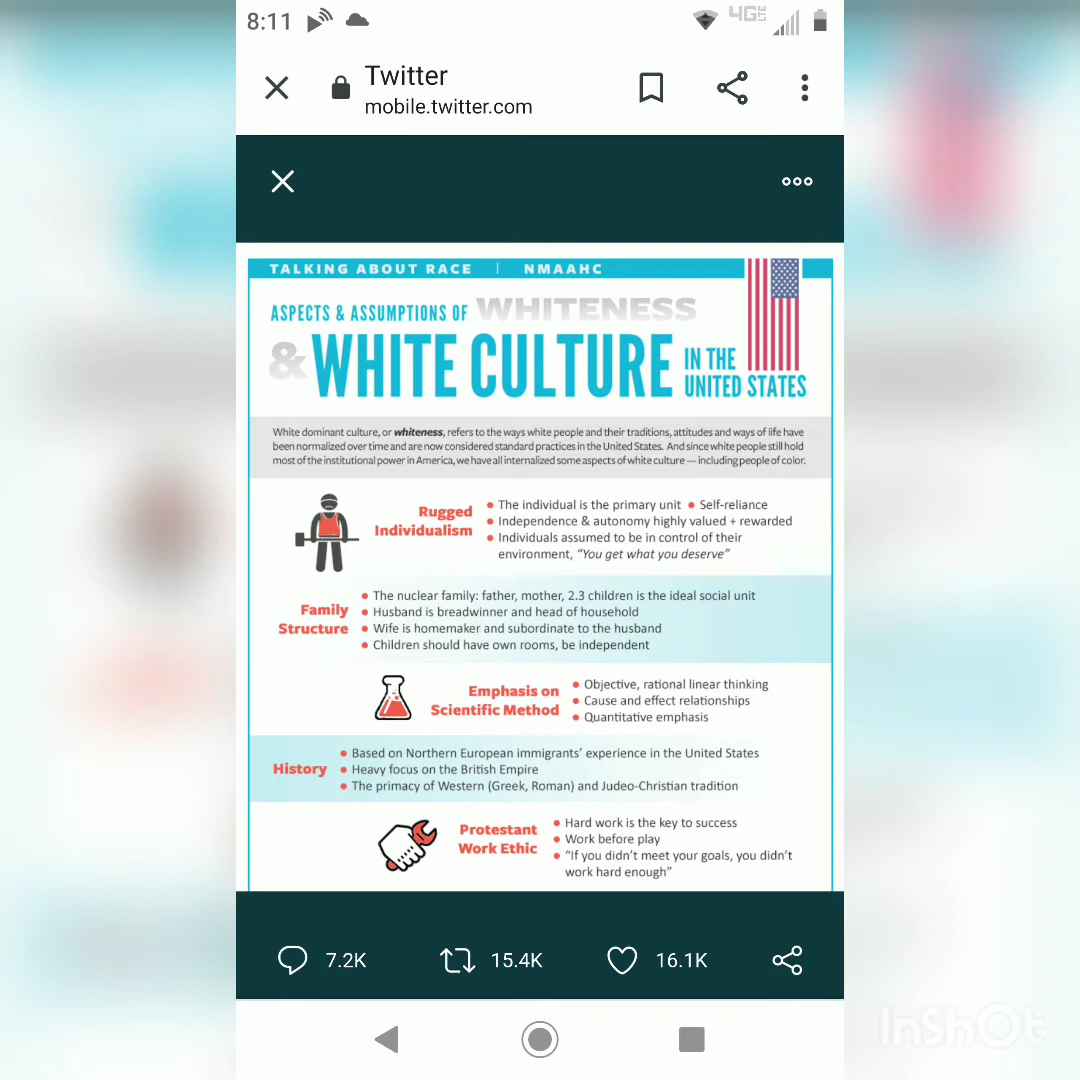 8:11
4G LTE
Twitter
mobile.twitter.com
TALKING ABOUT RACE | NMAAHC
ASPECTS & ASSUMPTIONS OF WHITENESS
& WHITE CULTURE IN THE
UNITED STATES
White dominant culture, or whiteness, refers to the ways white people and their traditions, attitudes and ways of life have
been normalized over time and are now considered standard practices in the United States. And since white people still hold
most of the institutional power in America, we have all internalized some aspects of white culture — including people of color.
Rugged
Individualism
• The individual is the primary unit • Self-reliance
• Independence & autonomy highly valued + rewarded
• Individuals assumed to be in control of their
environment, "You get what you deserve"
Family
Structure
• The nuclear family: father, mother, 2.3 children is the ideal social unit
• Husband is breadwinner and head of household
• Wife is homemaker and subordinate to the husband
• Children should have own rooms, be independent
Emphasis on
Scientific Method
• Objective, rational linear thinking
• Cause and effect relationships
• Quantitative emphasis
History
• Based on Northern European immigrants' experience in the United States
• Heavy focus on the British Empire
• The primacy of Western (Greek, Roman) and Judeo-Christian tradition
Protestant
Work Ethic
• Hard work is the key to success
• Work before play
• "If you didn't meet your goals, you didn't
work hard enough"
7.2K 15.4K 16.1K
InShOt